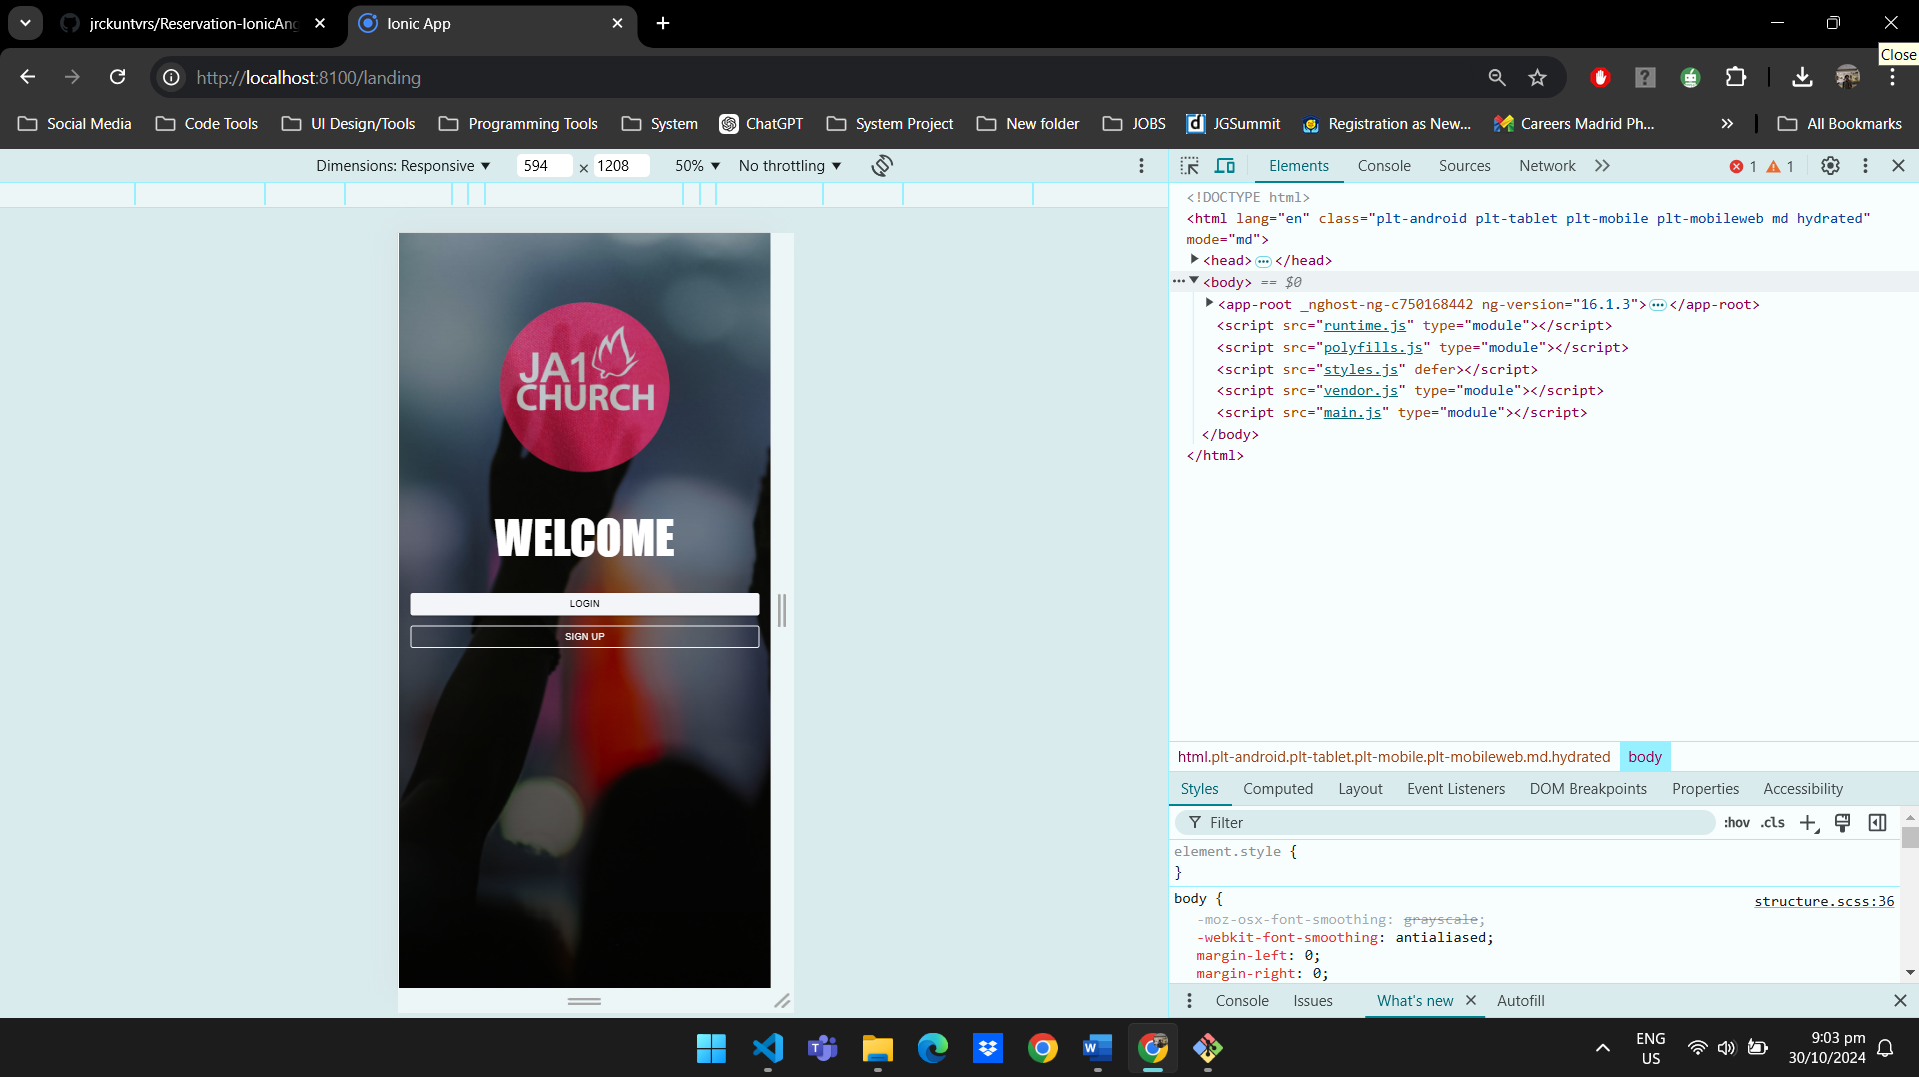 jrckuntvrs/Reservation-IonicAng
Ionic App
Close
http://localhost:8100/landing
Social Media
Code Tools
UI Design/Tools
Programming Tools
System
ChatGPT
System Project
New folder
JOBS
JGSummit
Registration as New...
Careers Madrid Ph...
All Bookmarks
Dimensions: Responsive
594 × 1208
50%
No throttling
JA1
CHURCH
WELCOME
LOGIN
SIGN UP
Elements
Console
Sources
Network
1
1
<!DOCTYPE html>
<html lang="en" class="plt-android plt-tablet plt-mobile plt-mobileweb md hydrated"
mode="md">
<head> ••• </head>
••• <body> == $0
<app-root _nghost-ng-c750168442 ng-version="16.1.3"> ••• </app-root>
<script src="runtime.js" type="module"></script>
<script src="polyfills.js" type="module"></script>
<script src="styles.js" defer></script>
<script src="vendor.js" type="module"></script>
<script src="main.js" type="module"></script>
</body>
</html>
html.plt-android.plt-tablet.plt-mobile.plt-mobileweb.md.hydrated
body
Styles
Computed
Layout
Event Listeners
DOM Breakpoints
Properties
Accessibility
Filter
:hov
.cls
element.style {
}
body {
structure.scss:36
-moz-osx-font-smoothing: grayscale;
-webkit-font-smoothing: antialiased;
margin-left: 0;
margin-right: 0;
Console
Issues
What's new
Autofill
ENG
US
9:03 pm
30/10/2024